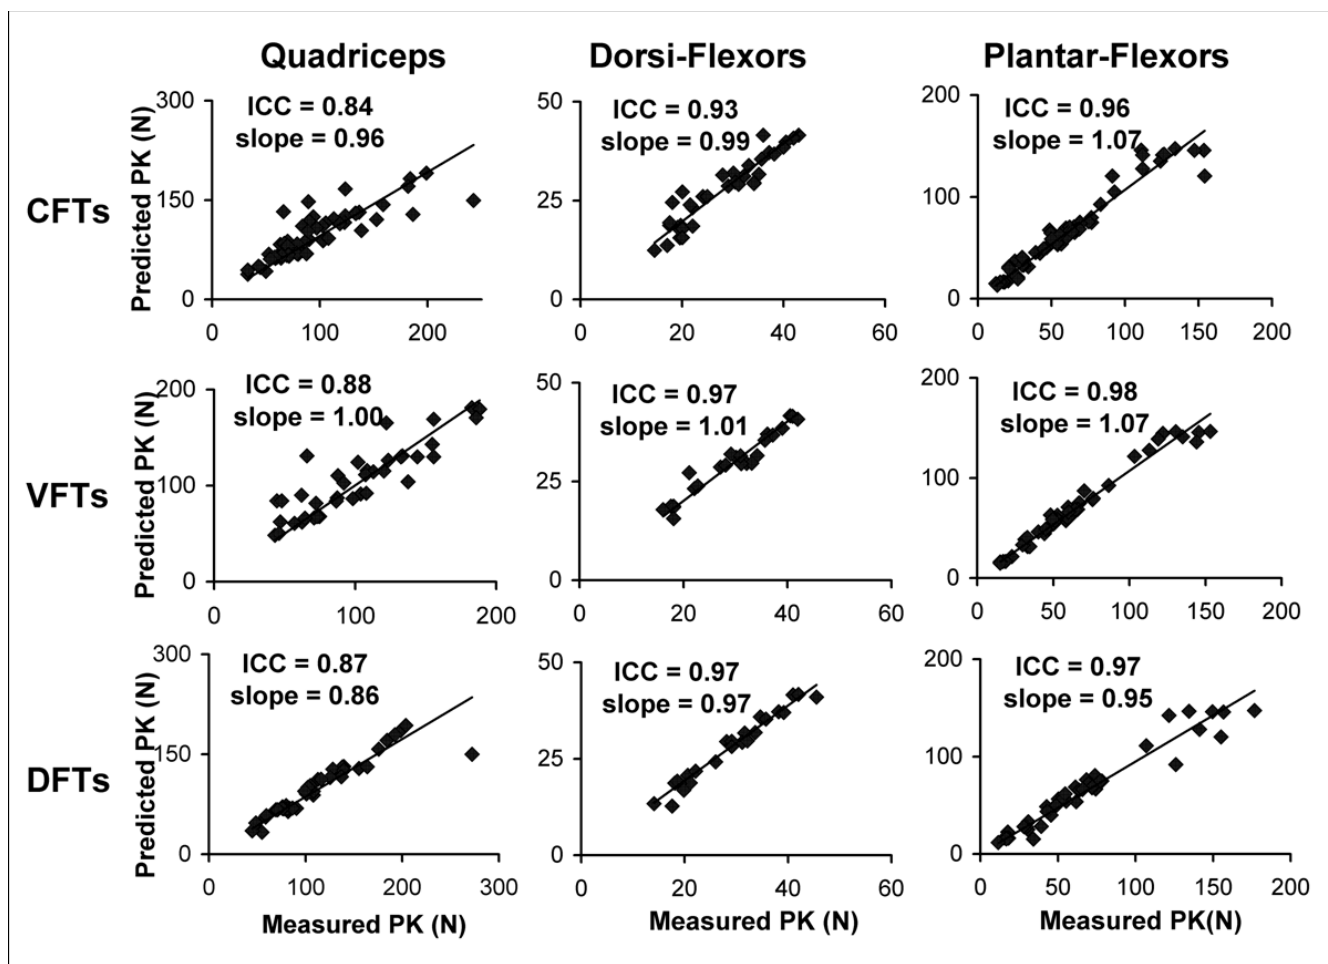 Quadriceps Dorsi-Flexors Plantar-Flexors
CFTs
Predicted PK (N)
300
150
0
ICC = 0.84
slope = 0.96
0 100 200
50
25
0
ICC = 0.93
slope = 0.99
0 20 40 60
200
100
0
ICC = 0.96
slope = 1.07
0 50 100 150 200
VFTs
Predicted PK (N)
200
100
0
ICC = 0.88
slope = 1.00
0 100 200
50
25
0
ICC = 0.97
slope = 1.01
0 20 40 60
200
100
0
ICC = 0.98
slope = 1.07
0 50 100 150 200
DFTs
Predicted PK (N)
300
150
0
ICC = 0.87
slope = 0.86
0 100 200 300
Measured PK (N)
50
25
0
ICC = 0.97
slope = 0.97
0 20 40 60
Measured PK (N)
200
100
0
ICC = 0.97
slope = 0.95
0 50 100 150 200
Measured PK(N)